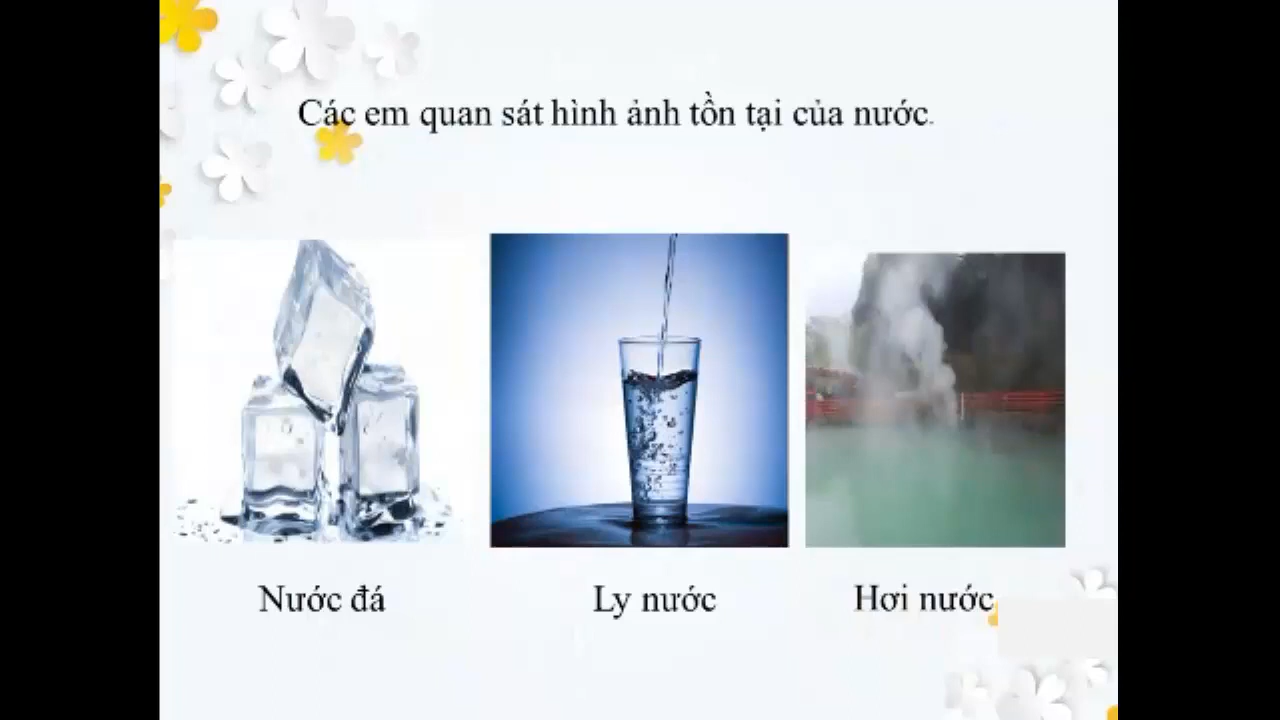 Các em quan sát hình ảnh tồn tại của nước.
Nước đá
Ly nước
Hơi nước